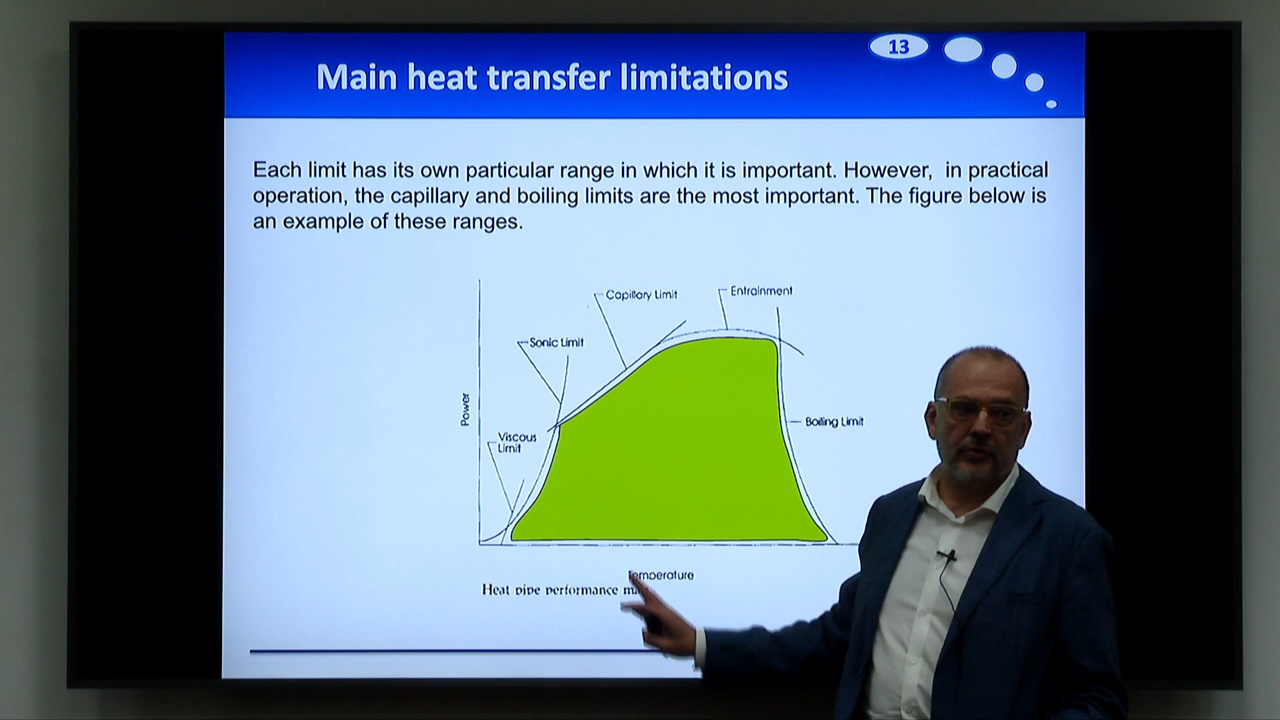 13
Main heat transfer limitations
Each limit has its own particular range in which it is important. However, in practical
operation, the capillary and boiling limits are the most important. The figure below is
an example of these ranges.
Capillary Limit
Entrainment
Sonic Limit
Power
Boiling Limit
Viscous
Limit
Temperature
Heat pipe performance